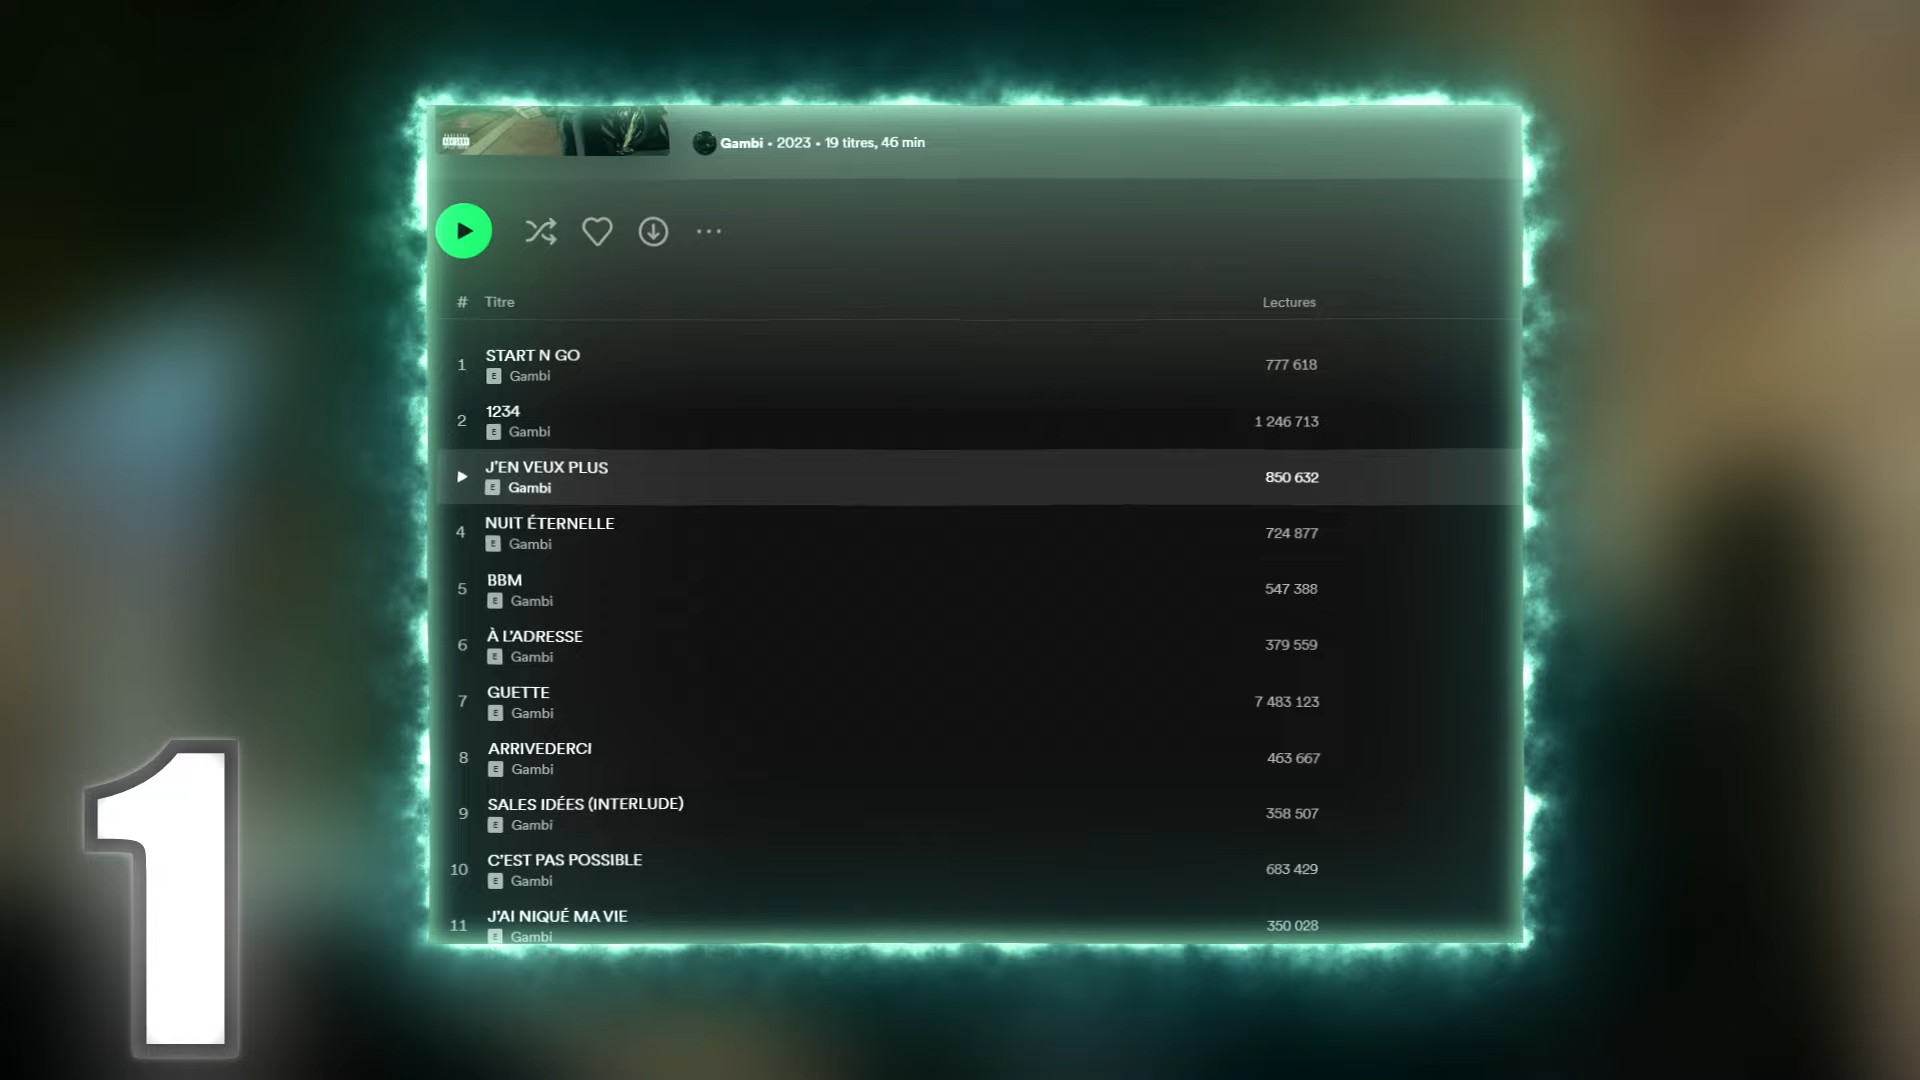 PARENTAL
ADVISORY
Gambi • 2023 • 19 titres, 46 min
# Titre Lectures
1 START N GO 777 618
E Gambi
2 1234 1 246 713
E Gambi
J'EN VEUX PLUS 850 632
E Gambi
4 NUIT ÉTERNELLE 724 877
E Gambi
5 BBM 547 388
E Gambi
6 À L'ADRESSE 379 559
E Gambi
7 GUETTE 7 483 123
E Gambi
8 ARRIVEDERCI 463 667
E Gambi
9 SALES IDÉES (INTERLUDE) 358 507
E Gambi
10 C'EST PAS POSSIBLE 683 429
E Gambi
11 J'AI NIQUÉ MA VIE 350 028
E Gambi
1